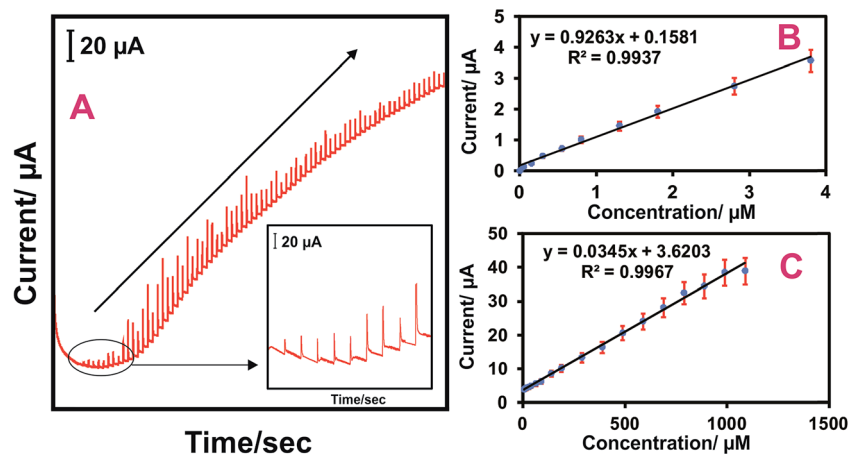 20 µA
A
Current/ µA
Time/sec
20 µA
Time/sec
B
y = 0.9263x + 0.1581
R² = 0.9937
Current/ µA
5
4
3
2
1
0
0 1 2 3 4
Concentration/ µM
C
y = 0.0345x + 3.6203
R² = 0.9967
Current/ µA
50
40
30
20
10
0
0 500 1000 1500
Concentration/ µM